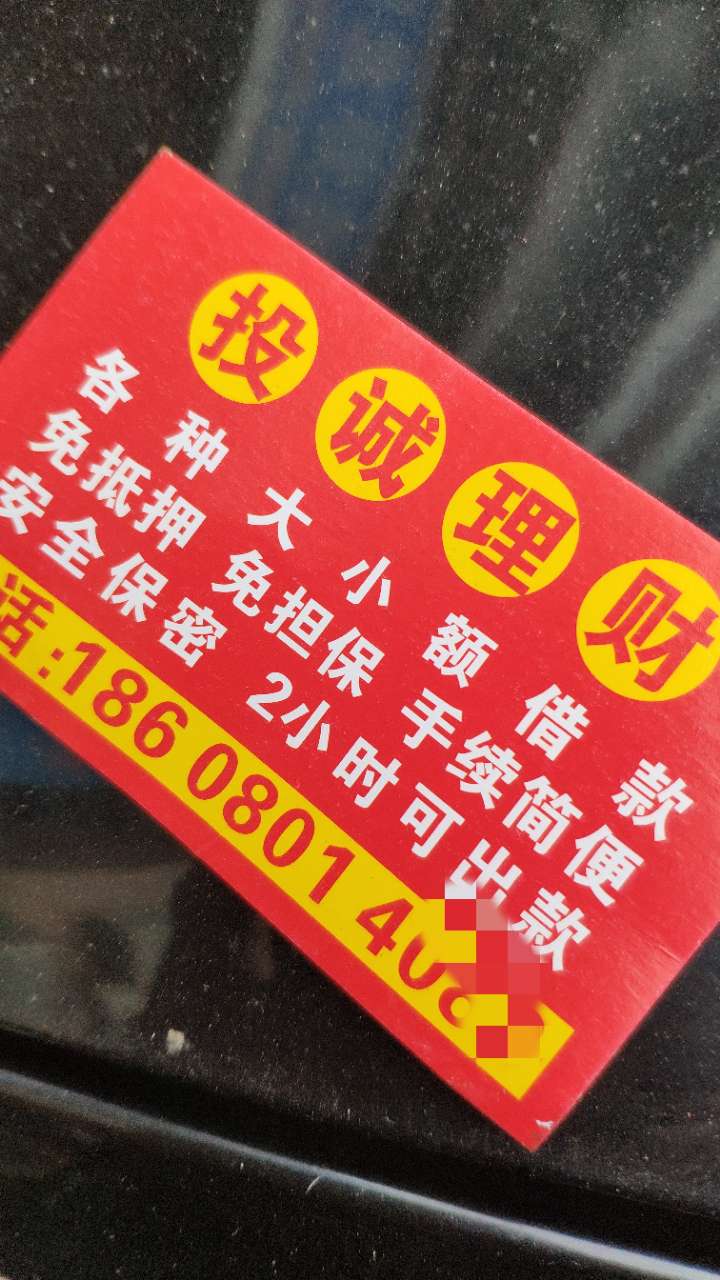 投诚理财
各种大小额借款
免抵押 免担保 手续简便
安全保密 2小时可出款
话:186 0801 40